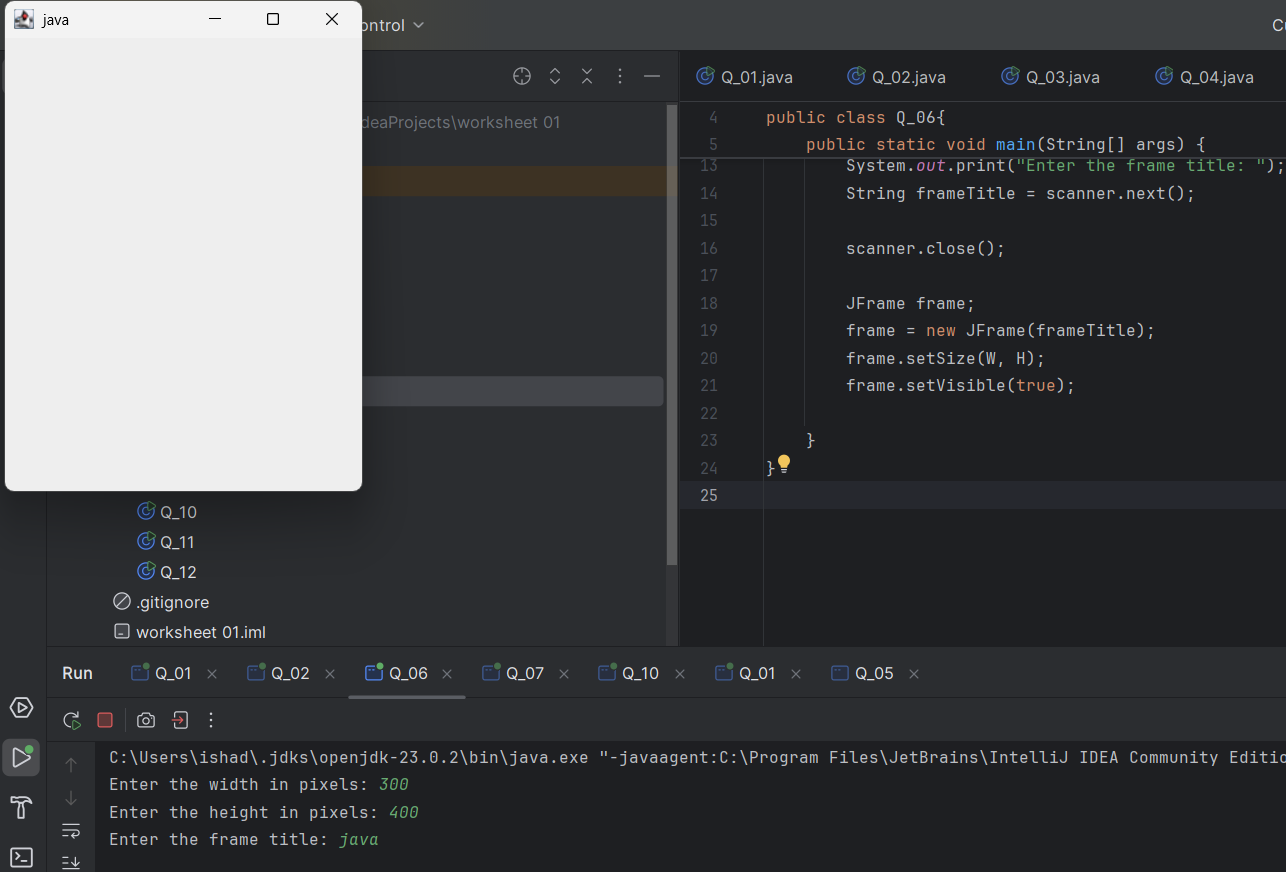 java
ontrol
Q_01.java
Q_02.java
Q_03.java
Q_04.java
deaProjects\worksheet 01
4 public class Q_06{
5 public static void main(String[] args) {
13 System.out.print("Enter the frame title: ");
14 String frameTitle = scanner.next();
15
16 scanner.close();
17
18 JFrame frame;
19 frame = new JFrame(frameTitle);
20 frame.setSize(W, H);
21 frame.setVisible(true);
22
23 }
24 }
25
Q_10
Q_11
Q_12
.gitignore
worksheet 01.iml
Run Q_01 Q_02 Q_06 Q_07 Q_10 Q_01 Q_05
C:\Users\ishad\.jdks\openjdk-23.0.2\bin\java.exe "-javaagent:C:\Program Files\JetBrains\IntelliJ IDEA Community Editio
Enter the width in pixels: 300
Enter the height in pixels: 400
Enter the frame title: java